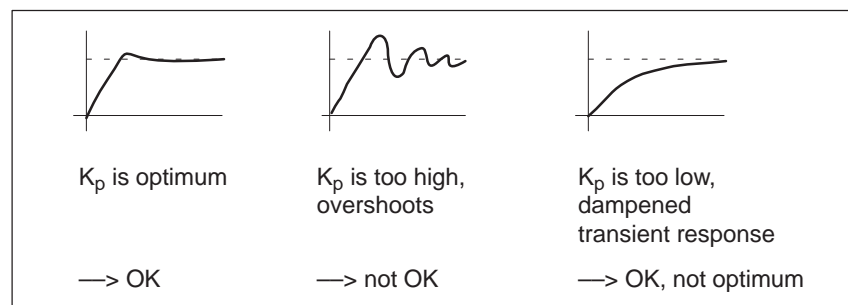 Kp is optimum
—> OK
Kp is too high,
overshoots
—> not OK
Kp is too low,
dampened
transient response
—> OK, not optimum